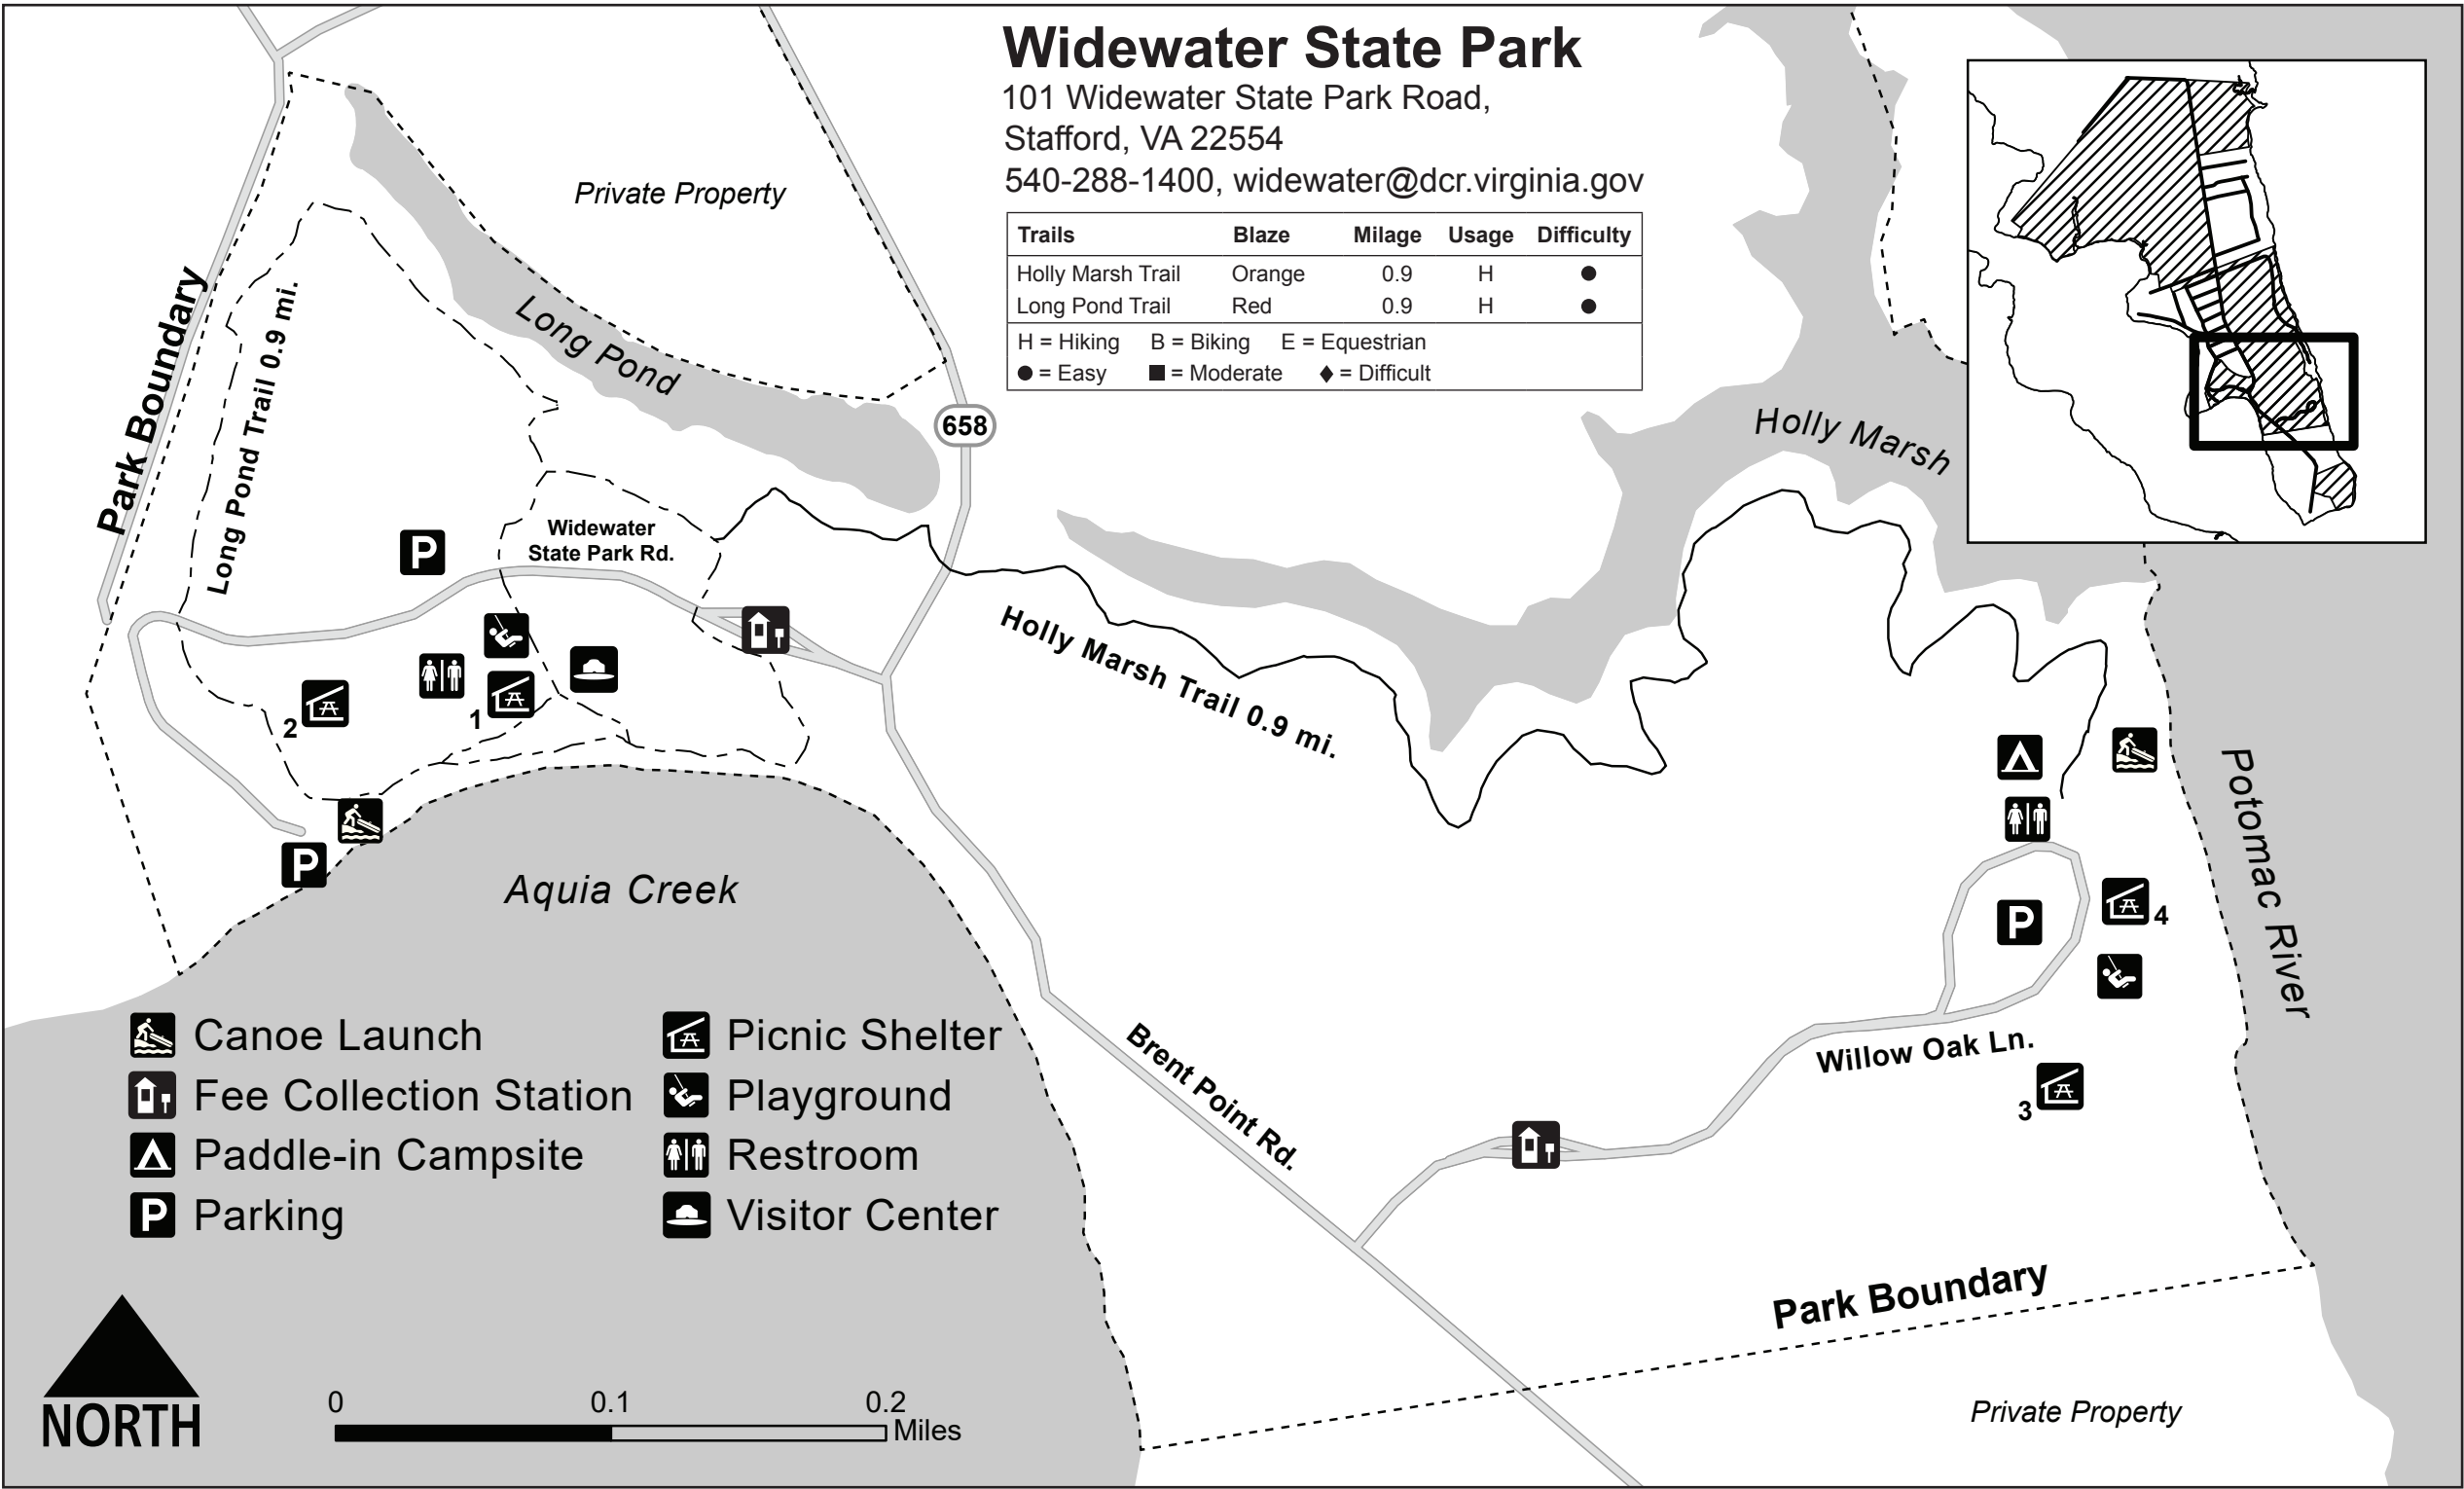 Widewater State Park
101 Widewater State Park Road,
Stafford, VA 22554
540-288-1400, widewater@dcr.virginia.gov
Trails Blaze Milage Usage Difficulty
Holly Marsh Trail Orange 0.9 H ●
Long Pond Trail Red 0.9 H ●
H = Hiking B = Biking E = Equestrian
● = Easy ■ = Moderate ♦ = Difficult
Private Property
Park Boundary
Long Pond Trail 0.9 mi.
Long Pond
658
Holly Marsh
Widewater
State Park Rd.
P
Holly Marsh Trail 0.9 mi.
1
2
P
Aquia Creek
Potomac River
P
4
Willow Oak Ln.
3
Brent Point Rd.
Canoe Launch
Fee Collection Station
Paddle-in Campsite
P Parking
Picnic Shelter
Playground
Restroom
Visitor Center
Park Boundary
Private Property
NORTH
0 0.1 0.2
Miles